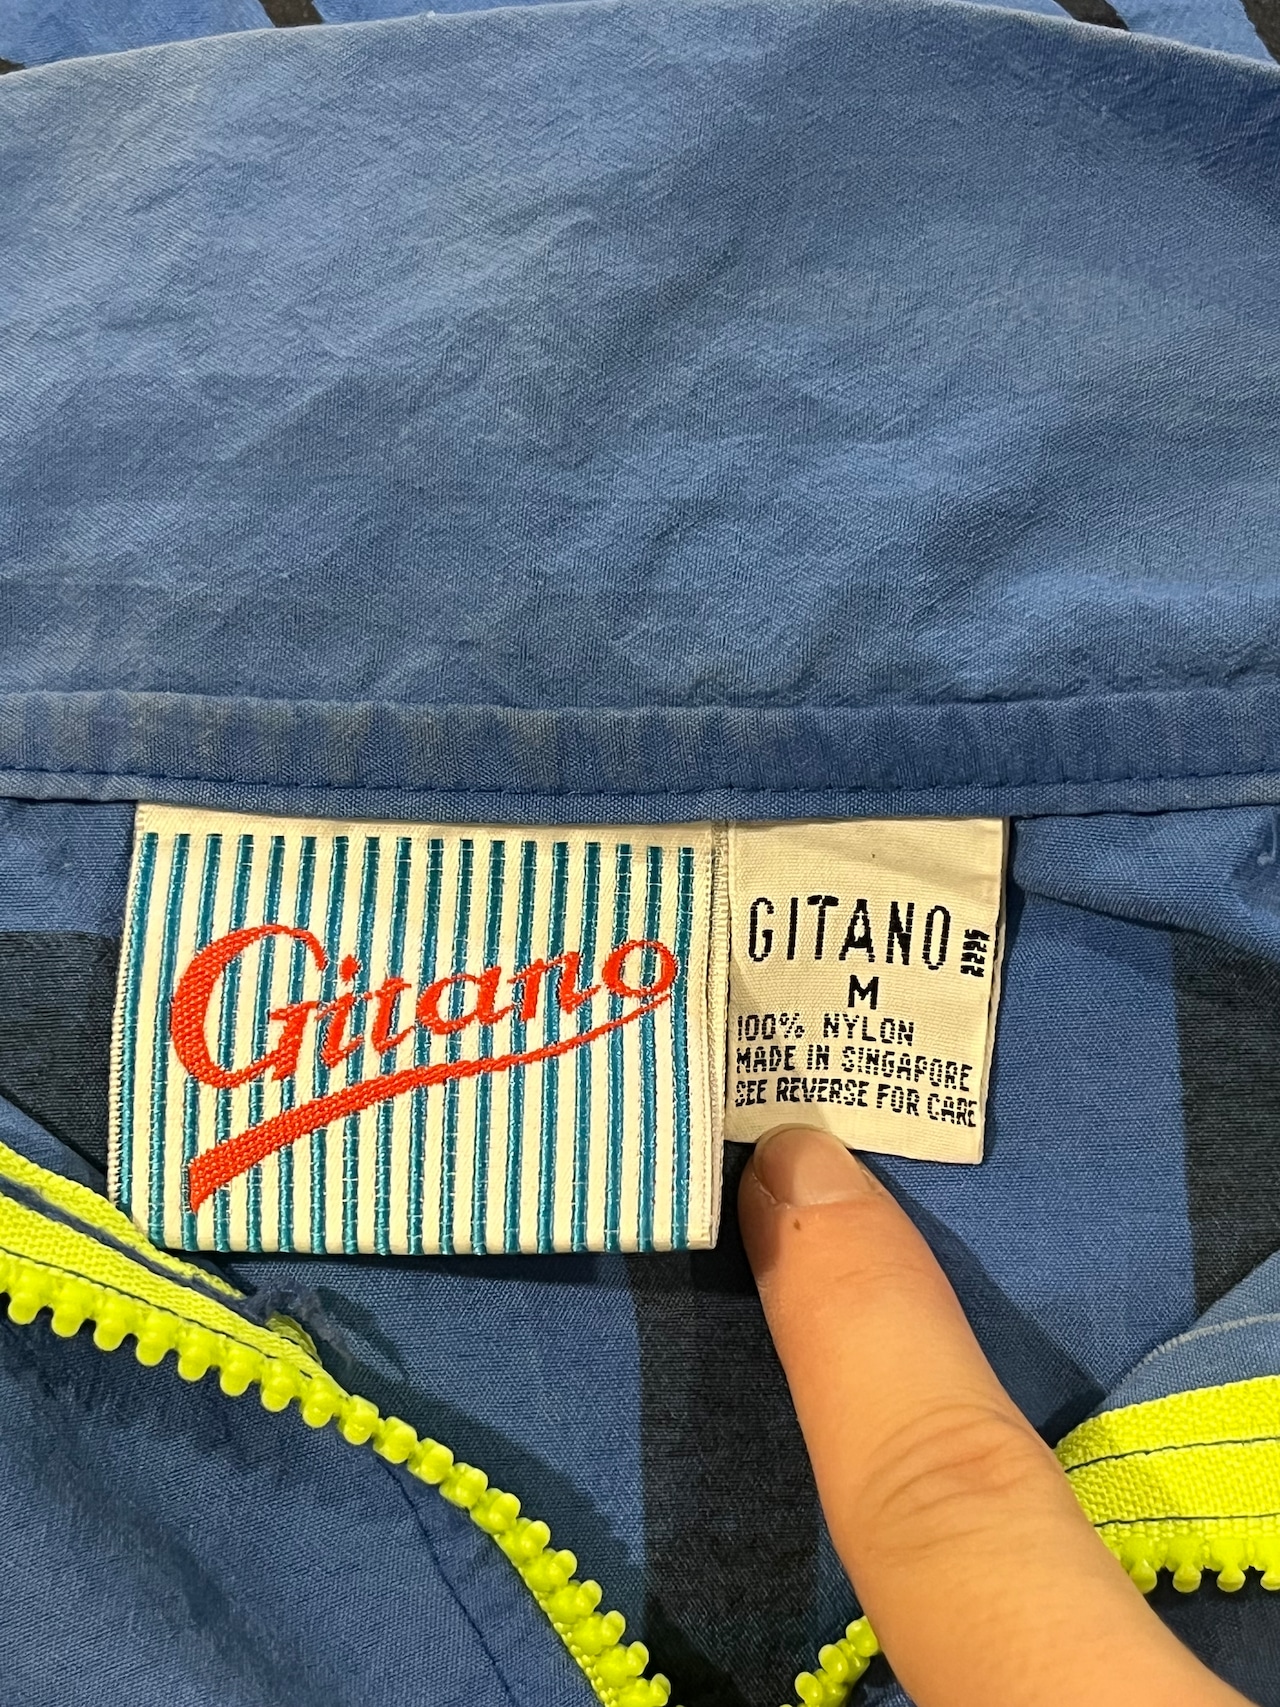 Gitano
GITANO
M
100% NYLON
MADE IN SINGAPORE
SEE REVERSE FOR CARE